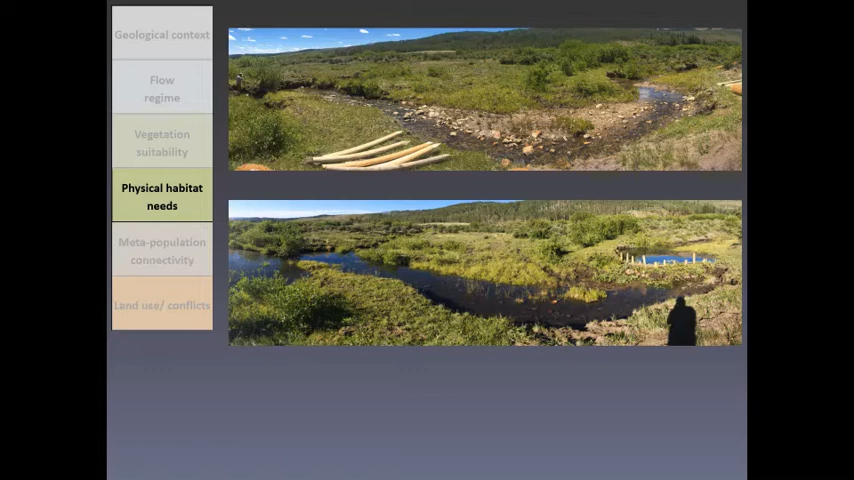 Geological context
Flow
regime
Vegetation
suitability
Physical habitat
needs
Meta-population
connectivity
Land use/ conflicts